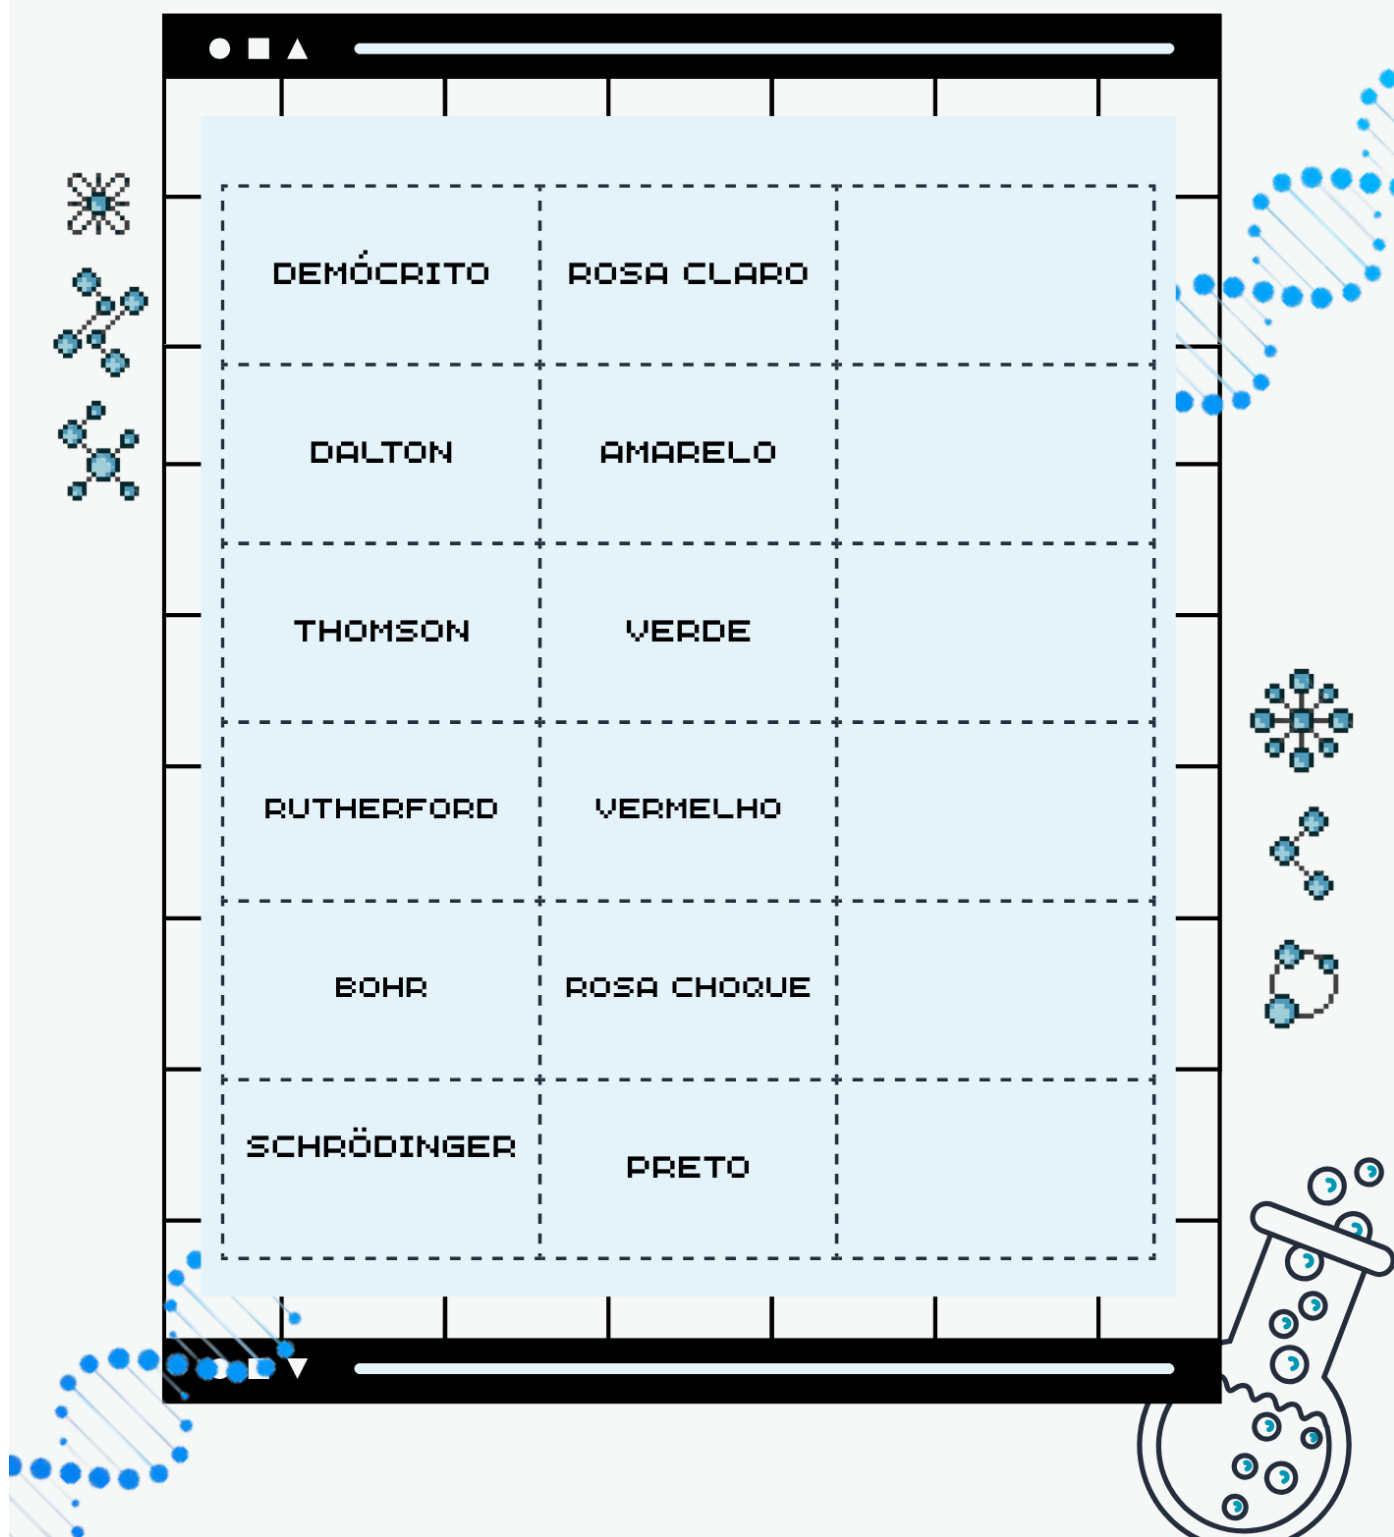 DEMÓCRITO ROSA CLARO
DALTON AMARELO
THOMSON VERDE
RUTHERFORD VERMELHO
BOHR ROSA CHOQUE
SCHRÖDINGER PRETO